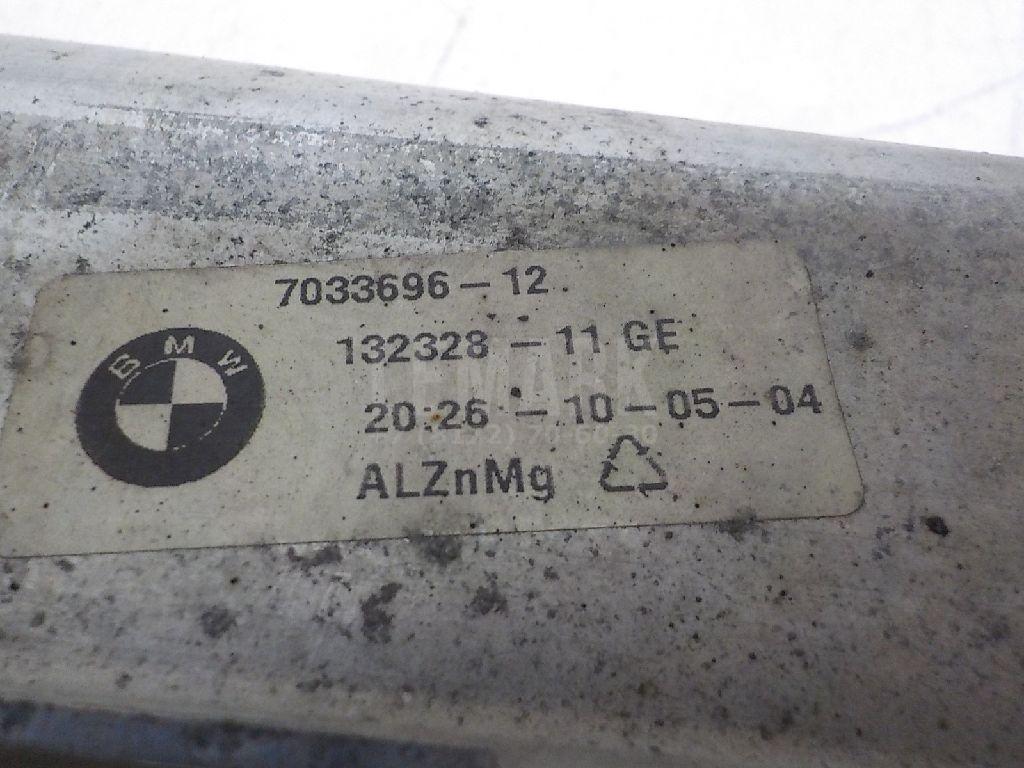 7033696-12
BMW
132328 - 11 GE
20:26 - 10-05-04
ALZnMg